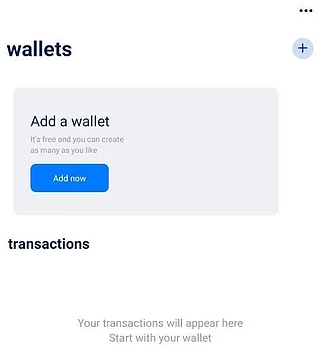 wallets
Add a wallet
It's free and you can create
as many as you like
Add now
transactions
Your transactions will appear here
Start with your wallet